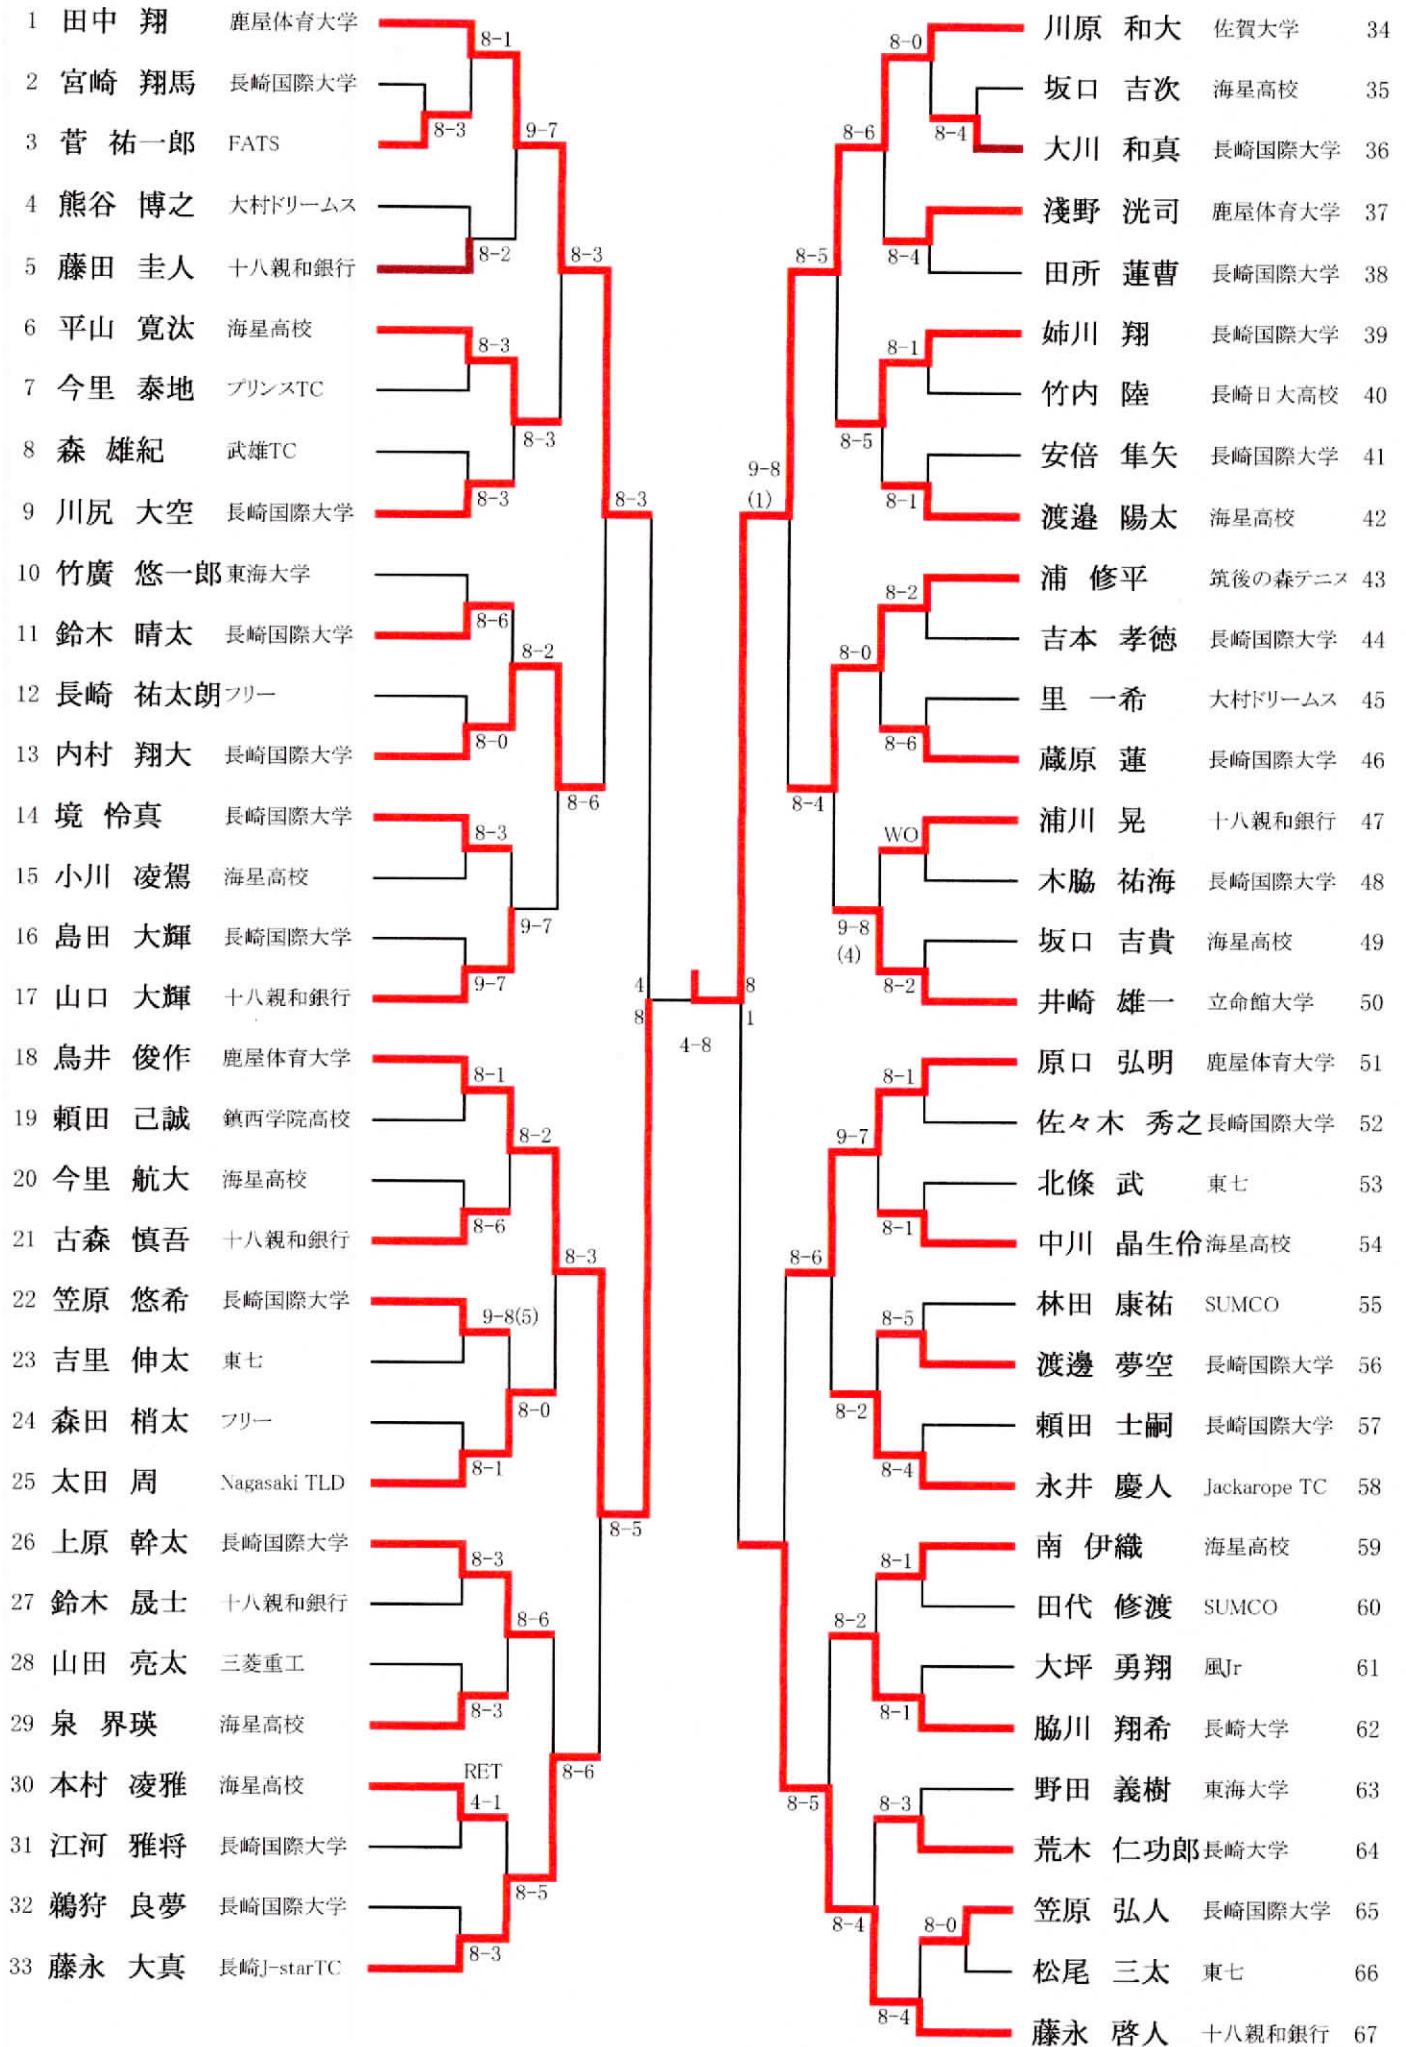 1 田中 翔 鹿屋体育大学
8-1
2 宮崎 翔馬 長崎国際大学
8-3
3 菅 祐一郎 FATS
9-7
4 熊谷 博之 大村ドリームス
8-2
5 藤田 圭人 十八親和銀行
8-3
6 平山 寛汰 海星高校
8-3
7 今里 泰地 プリンスTC
8-3
8 森 雄紀 武雄TC
8-3
9 川尻 大空 長崎国際大学
8-3
10 竹廣 悠一郎 東海大学
8-6
11 鈴木 晴太 長崎国際大学
8-2
12 長崎 祐太朗 フリー
8-0
13 内村 翔大 長崎国際大学
8-6
14 境 怜真 長崎国際大学
8-3
15 小川 凌駕 海星高校
9-7
16 島田 大輝 長崎国際大学
9-7
17 山口 大輝 十八親和銀行
4
8
18 鳥井 俊作 鹿屋体育大学
8-1
19 頼田 己誠 鎮西学院高校
8-2
20 今里 航大 海星高校
8-6
21 古森 慎吾 十八親和銀行
8-3
22 笠原 悠希 長崎国際大学
9-8(5)
23 吉里 伸太 東七
8-0
24 森田 梢太 フリー
8-1
25 太田 周 Nagasaki TLD
8-5
26 上原 幹太 長崎国際大学
8-3
27 鈴木 晟士 十八親和銀行
8-6
28 山田 亮太 三菱重工
8-3
29 泉 界瑛 海星高校
8-6
30 本村 凌雅 海星高校
RET
4-1
31 江河 雅将 長崎国際大学
8-5
32 鵜狩 良夢 長崎国際大学
8-3
33 藤永 大真 長崎J-starTC
4-8
川原 和大 佐賀大学 34
8-0
坂口 吉次 海星高校 35
8-4
大川 和真 長崎国際大学 36
8-6
淺野 洸司 鹿屋体育大学 37
8-4
田所 蓮曹 長崎国際大学 38
8-5
姉川 翔 長崎国際大学 39
8-1
竹内 陸 長崎日大高校 40
8-5
安倍 隼矢 長崎国際大学 41
8-1
渡邉 陽太 海星高校 42
9-8
(1)
浦 修平 筑後の森テニス 43
8-2
吉本 孝徳 長崎国際大学 44
8-0
里 一希 大村ドリームス 45
8-6
蔵原 蓮 長崎国際大学 46
8-4
浦川 晃 十八親和銀行 47
WO
木脇 祐海 長崎国際大学 48
9-8
(4)
坂口 吉貴 海星高校 49
8-2
井崎 雄一 立命館大学 50
8
1
原口 弘明 鹿屋体育大学 51
8-1
佐々木 秀之 長崎国際大学 52
9-7
北條 武 東七 53
8-1
中川 晶生伶 海星高校 54
8-6
林田 康祐 SUMCO 55
8-5
渡邊 夢空 長崎国際大学 56
8-2
頼田 士嗣 長崎国際大学 57
8-4
永井 慶人 Jackarope TC 58
南 伊織 海星高校 59
8-1
田代 修渡 SUMCO 60
8-2
大坪 勇翔 風Jr 61
8-1
脇川 翔希 長崎大学 62
8-5
野田 義樹 東海大学 63
8-3
荒木 仁功郎 長崎大学 64
8-4
笠原 弘人 長崎国際大学 65
8-0
松尾 三太 東七 66
8-4
藤永 啓人 十八親和銀行 67